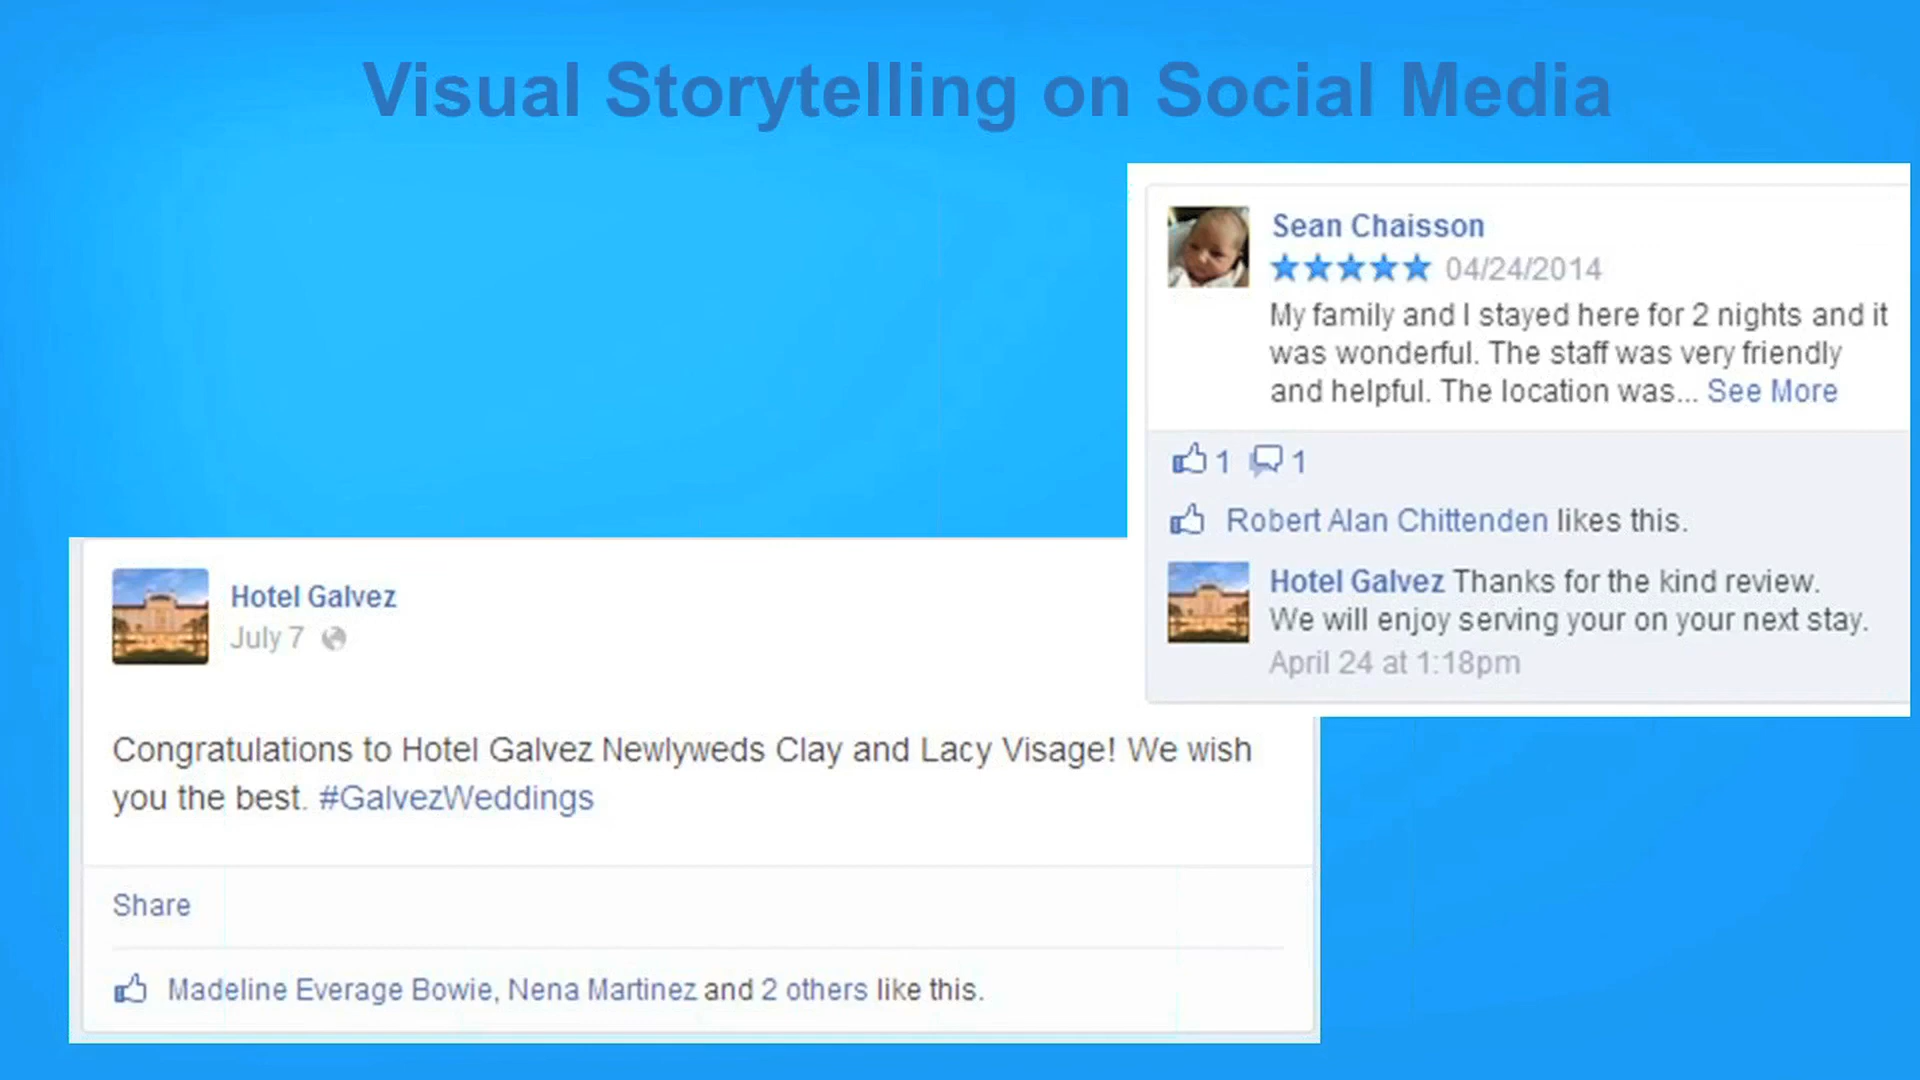 Visual Storytelling on Social Media
Sean Chaisson
04/24/2014
My family and I stayed here for 2 nights and it
was wonderful. The staff was very friendly
and helpful. The location was... See More
1 1
Robert Alan Chittenden likes this.
Hotel Galvez Thanks for the kind review.
We will enjoy serving your on your next stay.
April 24 at 1:18pm
Hotel Galvez
July 7
Congratulations to Hotel Galvez Newlyweds Clay and Lacy Visage! We wish
you the best. #GalvezWeddings
Share
Madeline Everage Bowie, Nena Martinez and 2 others like this.